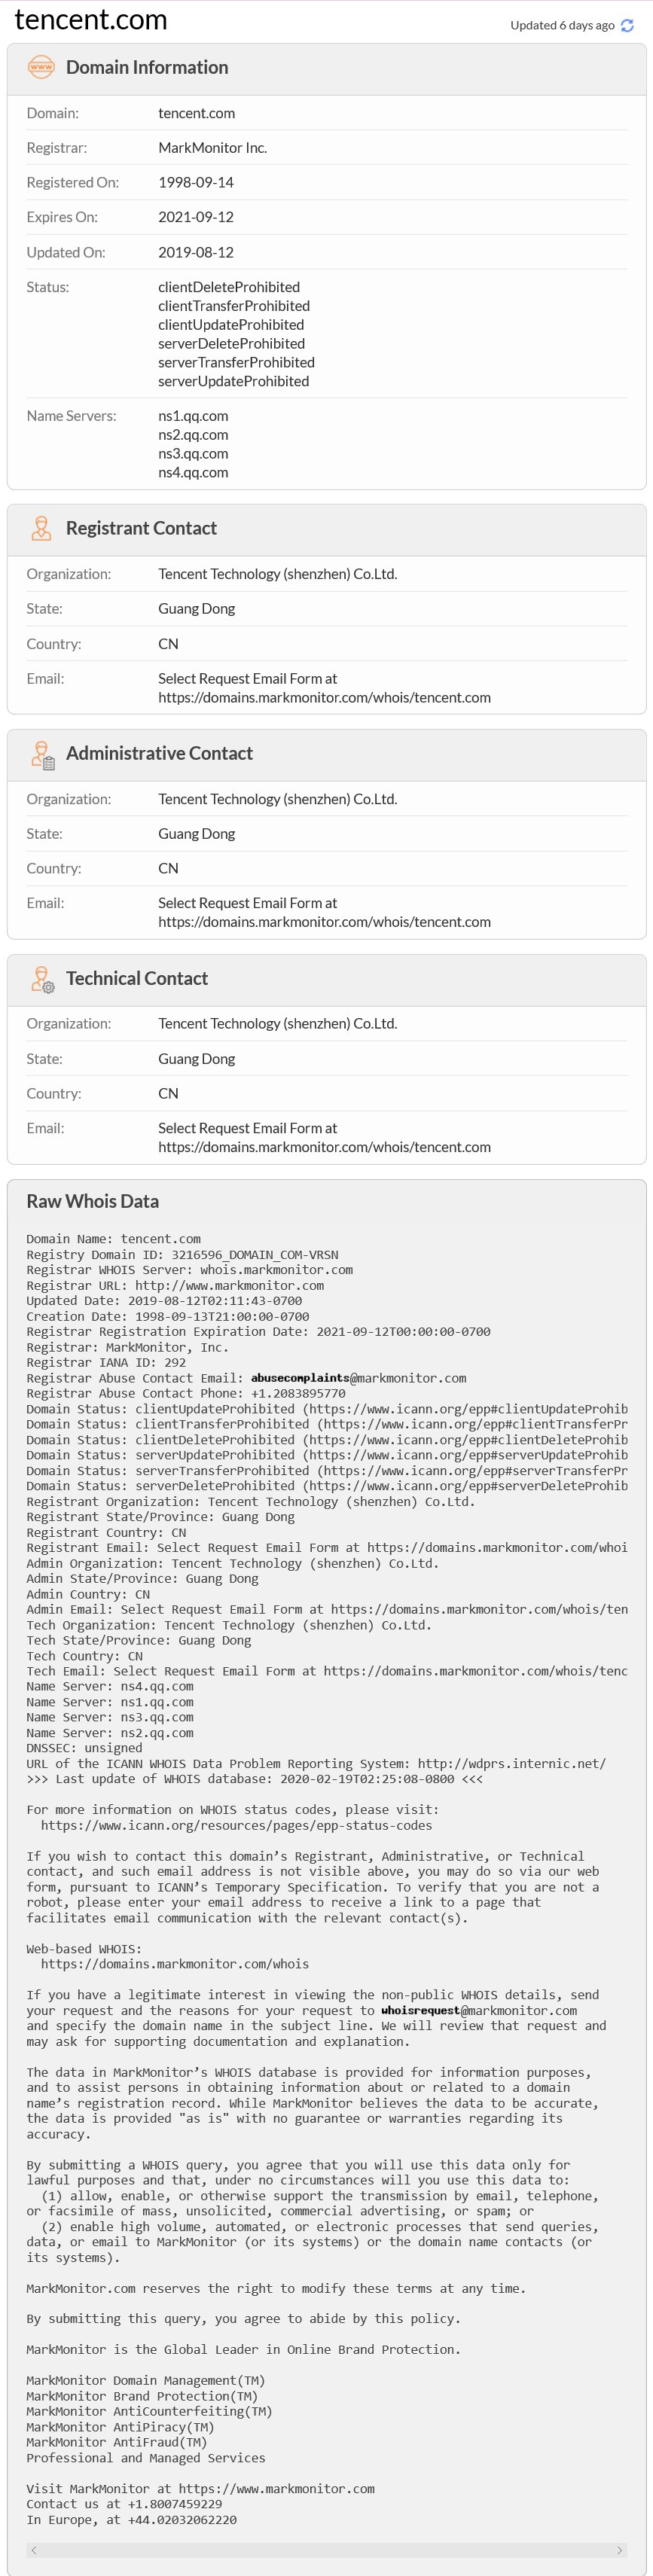 tencent.com
Updated 6 days ago
www
Domain Information
Domain: tencent.com
Registrar: MarkMonitor Inc.
Registered On: 1998-09-14
Expires On: 2021-09-12
Updated On: 2019-08-12
Status: clientDeleteProhibited
clientTransferProhibited
clientUpdateProhibited
serverDeleteProhibited
serverTransferProhibited
serverUpdateProhibited
Name Servers: ns1.qq.com
ns2.qq.com
ns3.qq.com
ns4.qq.com
Registrant Contact
Organization: Tencent Technology (shenzhen) Co.Ltd.
State: Guang Dong
Country: CN
Email: Select Request Email Form at
https://domains.markmonitor.com/whois/tencent.com
Administrative Contact
Organization: Tencent Technology (shenzhen) Co.Ltd.
State: Guang Dong
Country: CN
Email: Select Request Email Form at
https://domains.markmonitor.com/whois/tencent.com
Technical Contact
Organization: Tencent Technology (shenzhen) Co.Ltd.
State: Guang Dong
Country: CN
Email: Select Request Email Form at
https://domains.markmonitor.com/whois/tencent.com
Raw Whois Data
Domain Name: tencent.com
Registry Domain ID: 3216596_DOMAIN_COM-VRSN
Registrar WHOIS Server: whois.markmonitor.com
Registrar URL: http://www.markmonitor.com
Updated Date: 2019-08-12T02:11:43-0700
Creation Date: 1998-09-13T21:00:00-0700
Registrar Registration Expiration Date: 2021-09-12T00:00:00-0700
Registrar: MarkMonitor, Inc.
Registrar IANA ID: 292
Registrar Abuse Contact Email: abusecomplaints@markmonitor.com
Registrar Abuse Contact Phone: +1.2083895770
Domain Status: clientUpdateProhibited (https://www.icann.org/epp#clientUpdateProhib
Domain Status: clientTransferProhibited (https://www.icann.org/epp#clientTransferPr
Domain Status: clientDeleteProhibited (https://www.icann.org/epp#clientDeleteProhib
Domain Status: serverUpdateProhibited (https://www.icann.org/epp#serverUpdateProhib
Domain Status: serverTransferProhibited (https://www.icann.org/epp#serverTransferPr
Domain Status: serverDeleteProhibited (https://www.icann.org/epp#serverDeleteProhib
Registrant Organization: Tencent Technology (shenzhen) Co.Ltd.
Registrant State/Province: Guang Dong
Registrant Country: CN
Registrant Email: Select Request Email Form at https://domains.markmonitor.com/whoi
Admin Organization: Tencent Technology (shenzhen) Co.Ltd.
Admin State/Province: Guang Dong
Admin Country: CN
Admin Email: Select Request Email Form at https://domains.markmonitor.com/whois/ten
Tech Organization: Tencent Technology (shenzhen) Co.Ltd.
Tech State/Province: Guang Dong
Tech Country: CN
Tech Email: Select Request Email Form at https://domains.markmonitor.com/whois/tenc
Name Server: ns4.qq.com
Name Server: ns1.qq.com
Name Server: ns3.qq.com
Name Server: ns2.qq.com
DNSSEC: unsigned
URL of the ICANN WHOIS Data Problem Reporting System: http://wdprs.internic.net/
>>> Last update of WHOIS database: 2020-02-19T02:25:08-0800 <<<
For more information on WHOIS status codes, please visit:
https://www.icann.org/resources/pages/epp-status-codes
If you wish to contact this domain’s Registrant, Administrative, or Technical
contact, and such email address is not visible above, you may do so via our web
form, pursuant to ICANN’s Temporary Specification. To verify that you are not a
robot, please enter your email address to receive a link to a page that
facilitates email communication with the relevant contact(s).
Web-based WHOIS:
https://domains.markmonitor.com/whois
If you have a legitimate interest in viewing the non-public WHOIS details, send
your request and the reasons for your request to whoisrequest@markmonitor.com
and specify the domain name in the subject line. We will review that request and
may ask for supporting documentation and explanation.
The data in MarkMonitor’s WHOIS database is provided for information purposes,
and to assist persons in obtaining information about or related to a domain
name’s registration record. While MarkMonitor believes the data to be accurate,
the data is provided "as is" with no guarantee or warranties regarding its
accuracy.
By submitting a WHOIS query, you agree that you will use this data only for
lawful purposes and that, under no circumstances will you use this data to:
(1) allow, enable, or otherwise support the transmission by email, telephone,
or facsimile of mass, unsolicited, commercial advertising, or spam; or
(2) enable high volume, automated, or electronic processes that send queries,
data, or email to MarkMonitor (or its systems) or the domain name contacts (or
its systems).
MarkMonitor.com reserves the right to modify these terms at any time.
By submitting this query, you agree to abide by this policy.
MarkMonitor is the Global Leader in Online Brand Protection.
MarkMonitor Domain Management(TM)
MarkMonitor Brand Protection(TM)
MarkMonitor AntiCounterfeiting(TM)
MarkMonitor AntiPiracy(TM)
MarkMonitor AntiFraud(TM)
Professional and Managed Services
Visit MarkMonitor at https://www.markmonitor.com
Contact us at +1.8007459229
In Europe, at +44.02032062220